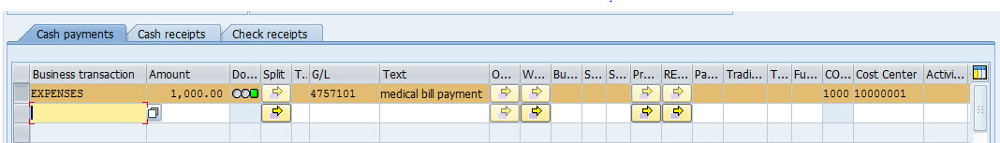 Cash payments Cash receipts Check receipts
Business transaction Amount Do... Split T.. G/L Text O... W... Bu... S... S... Pr... RE... Pa... Tradi... T... Fu... CO... Cost Center Activi...
EXPENSES 1,000.00 4757101 medical bill payment 1000 10000001